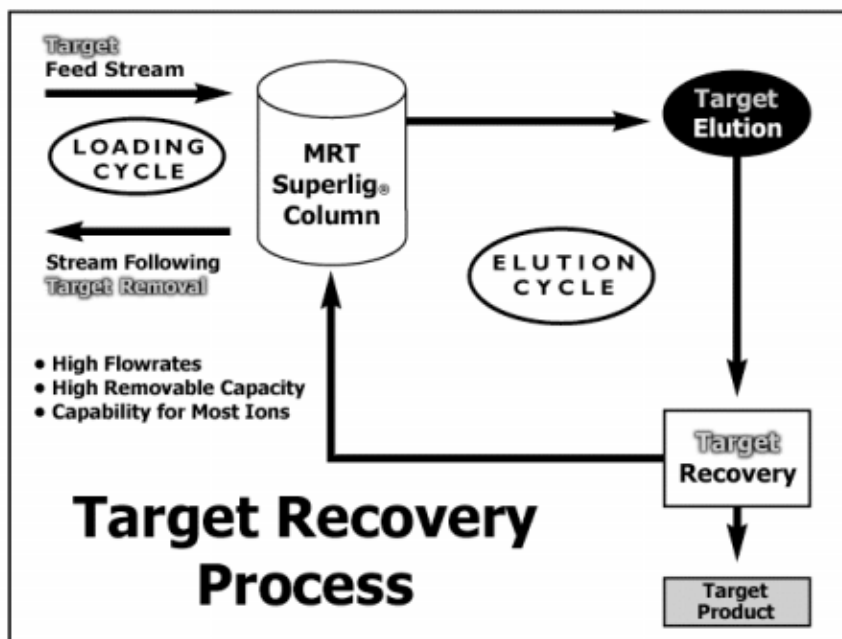 Target
Feed Stream
LOADING
CYCLE
Stream Following
Target Removal
MRT
Superlig®
Column
Target
Elution
ELUTION
CYCLE
● High Flowrates
● High Removable Capacity
● Capability for Most Ions
Target
Recovery
Target
Product
Target Recovery
Process